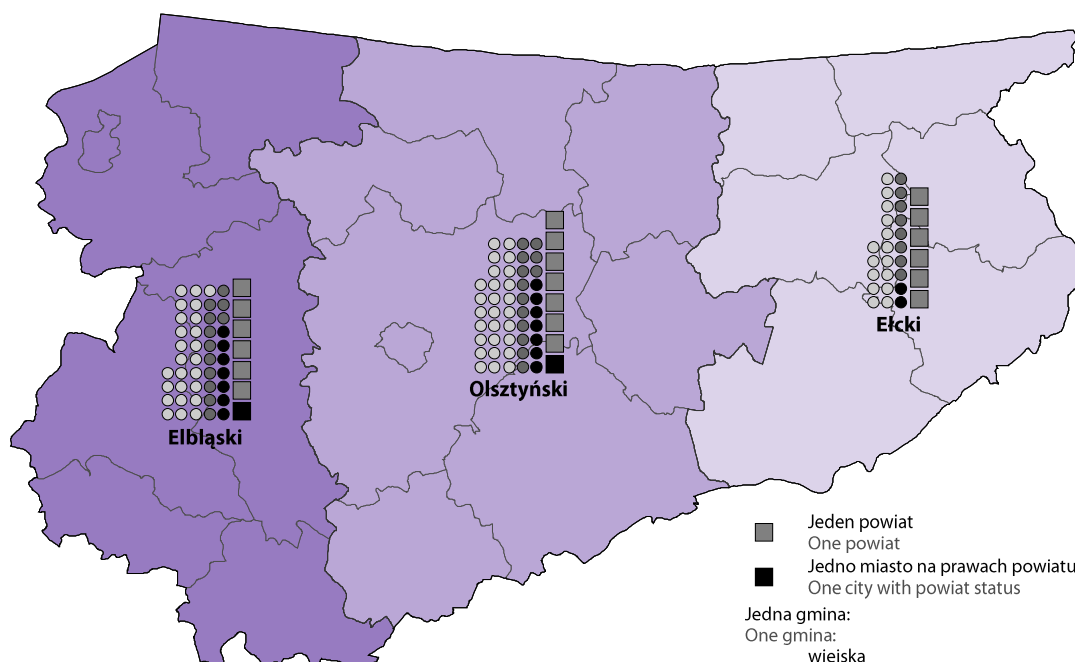 Ełcki
Olsztyński
Elbląski
Jeden powiat
One powiat
Jedno miasto na prawach powiatu
One city with powiat status
Jedna gmina:
One gmina:
wiejska